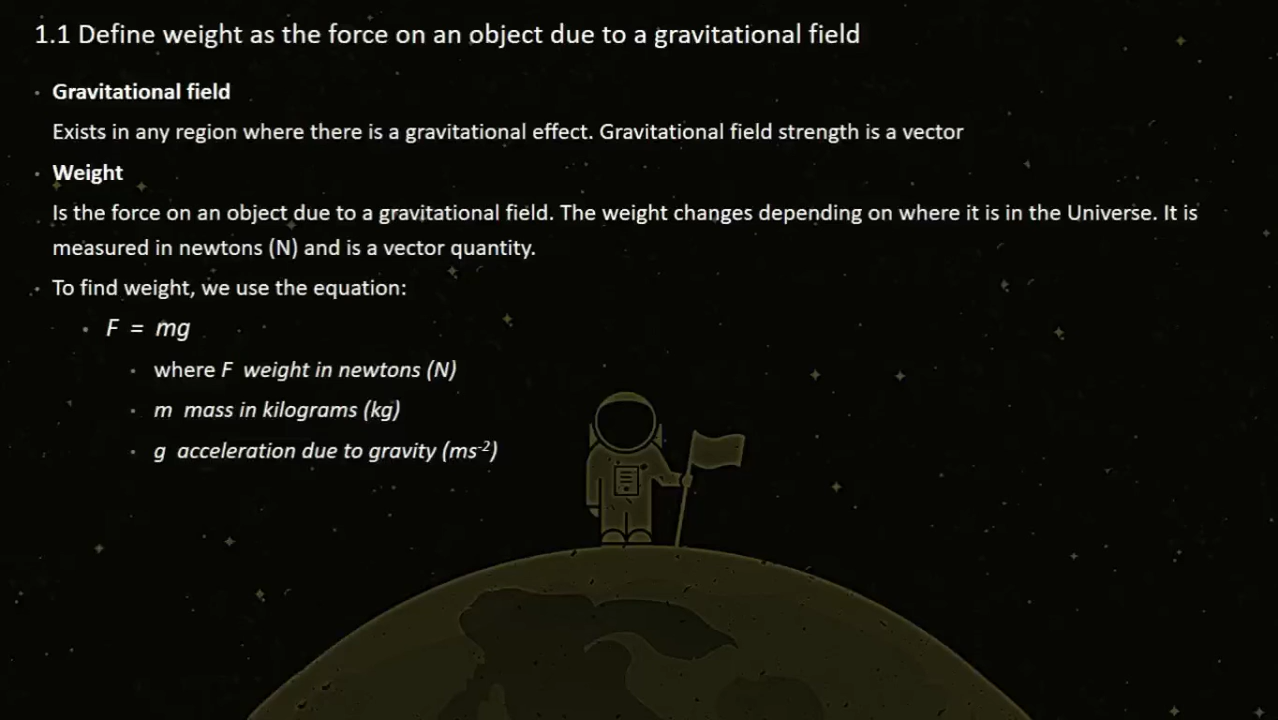 1.1 Define weight as the force on an object due to a gravitational field
• Gravitational field
Exists in any region where there is a gravitational effect. Gravitational field strength is a vector
• Weight
Is the force on an object due to a gravitational field. The weight changes depending on where it is in the Universe. It is
measured in newtons (N) and is a vector quantity.
• To find weight, we use the equation:
• F = mg
• where F weight in newtons (N)
• m mass in kilograms (kg)
• g acceleration due to gravity (ms⁻²)